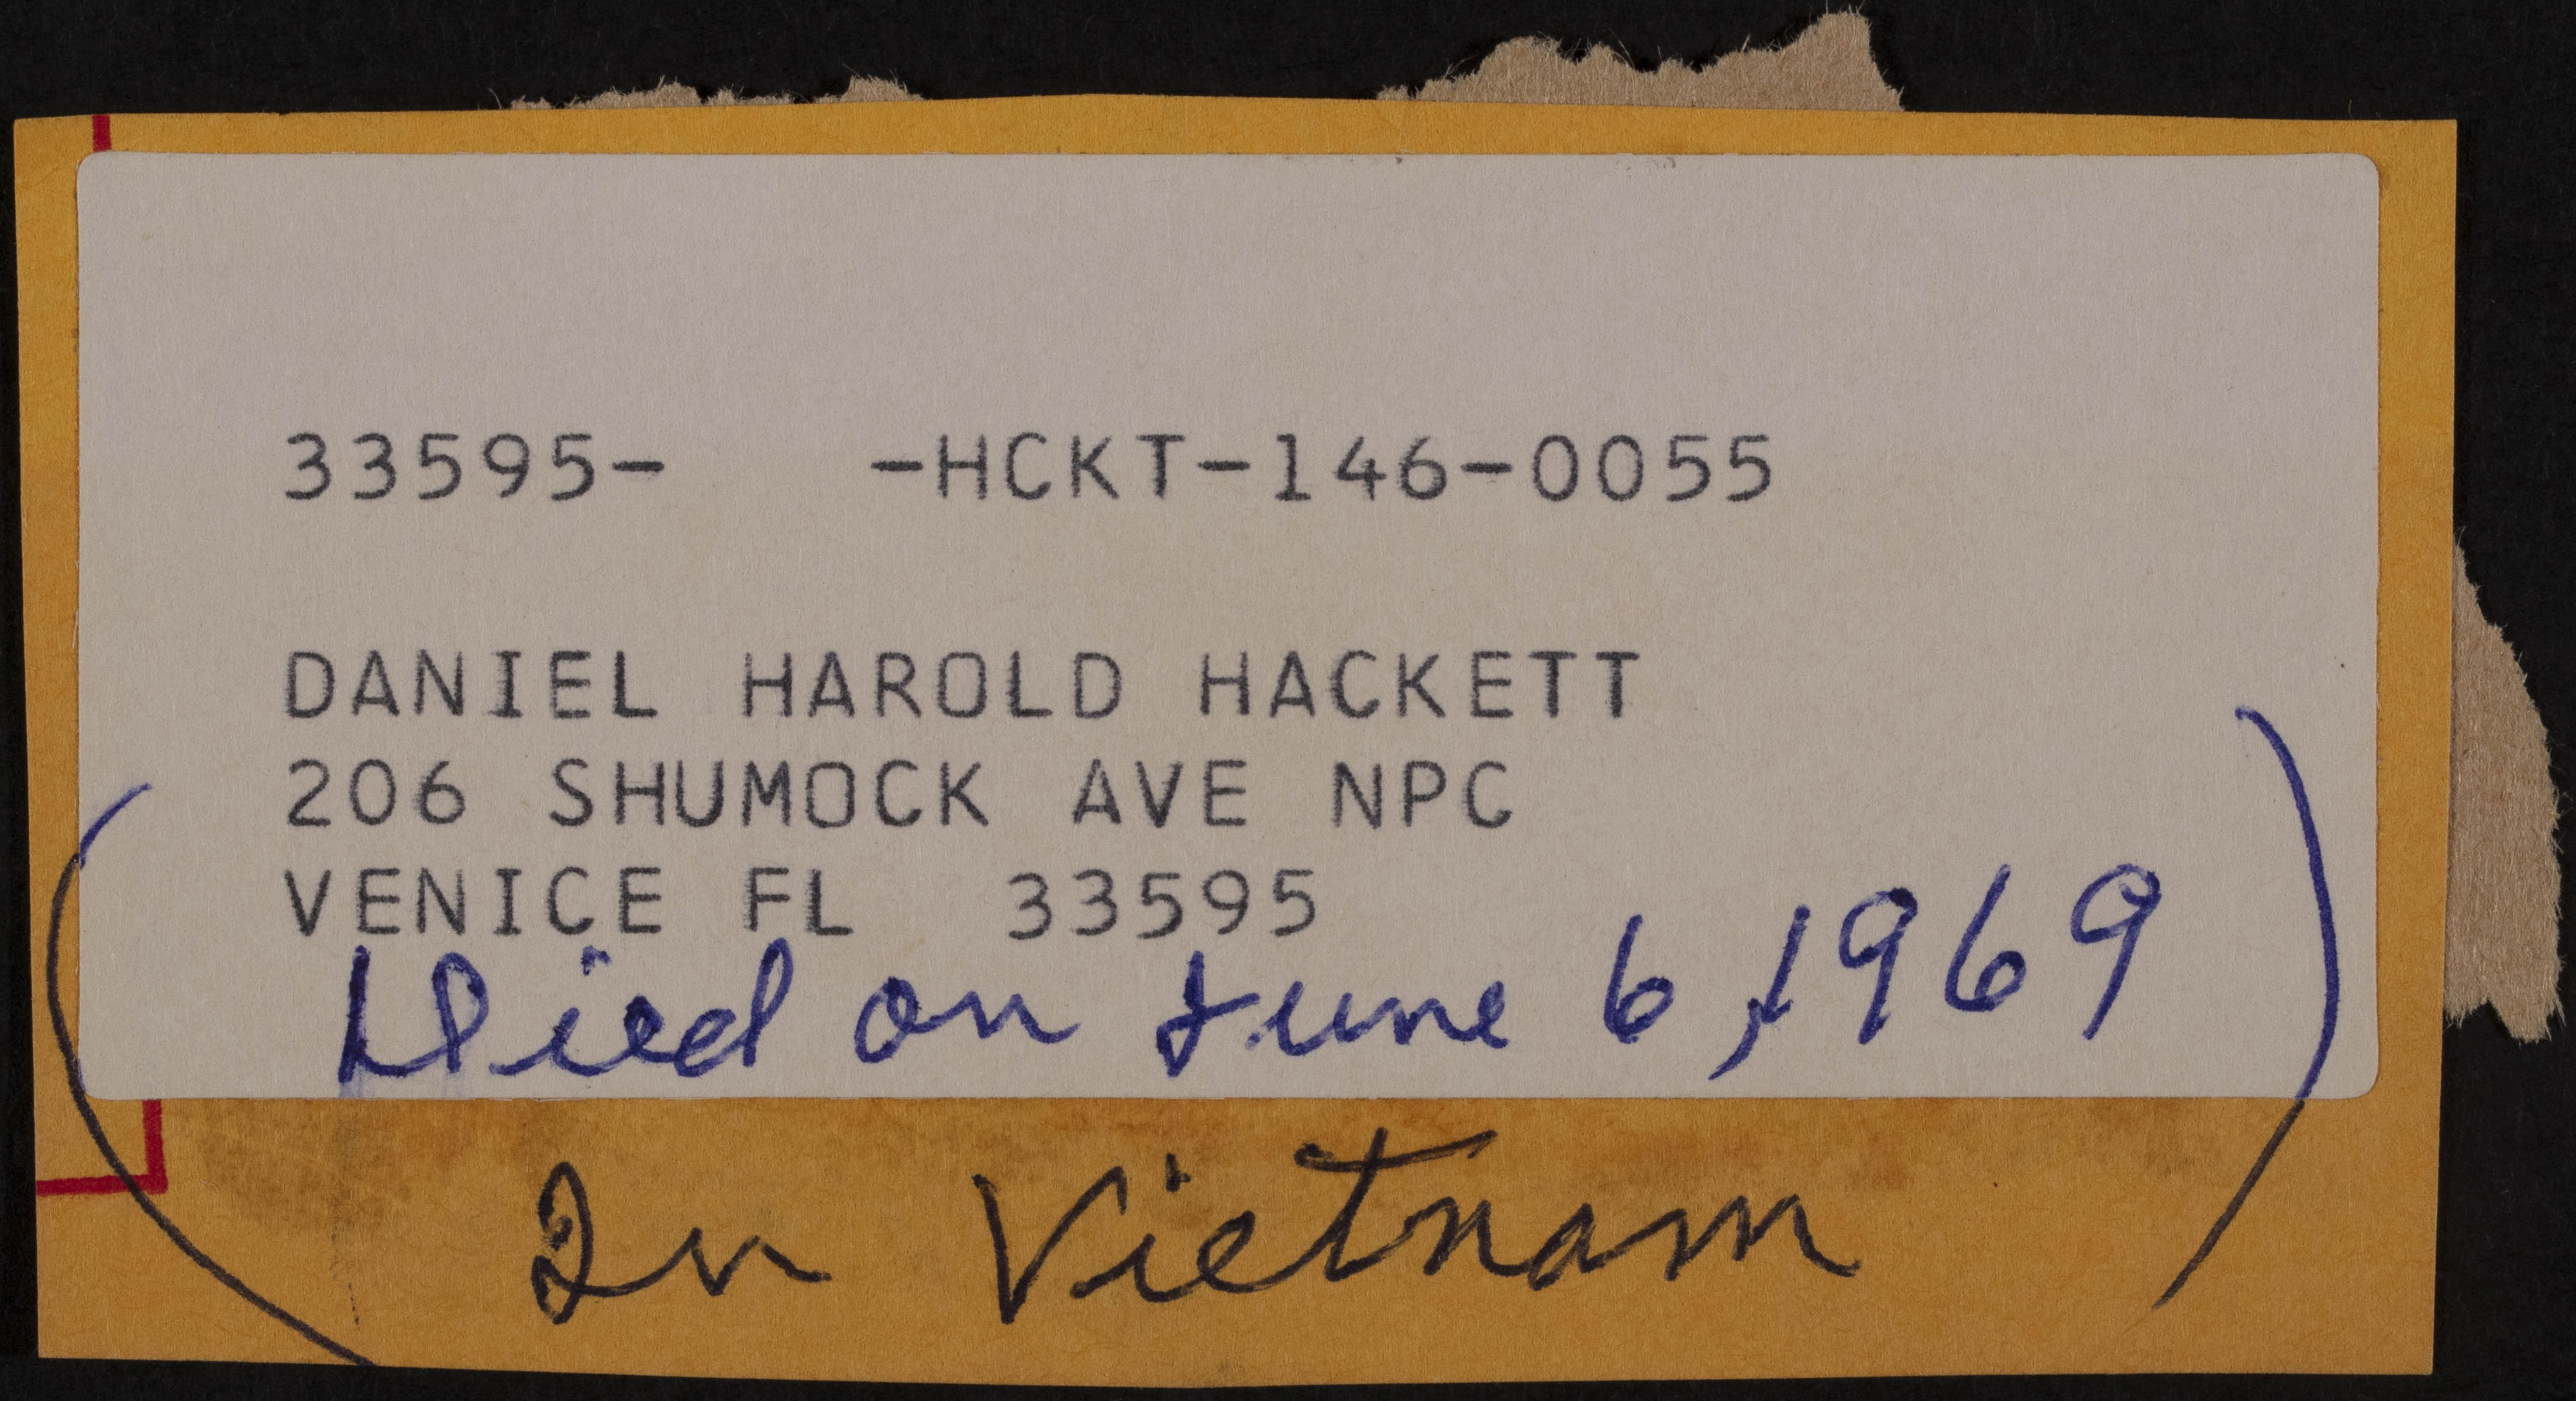 33595-   -HCKT-146-0055
DANIEL HAROLD HACKETT
206 SHUMOCK AVE NPC
VENICE FL 33595
(Died on June 6, 1969
In Vietnam)